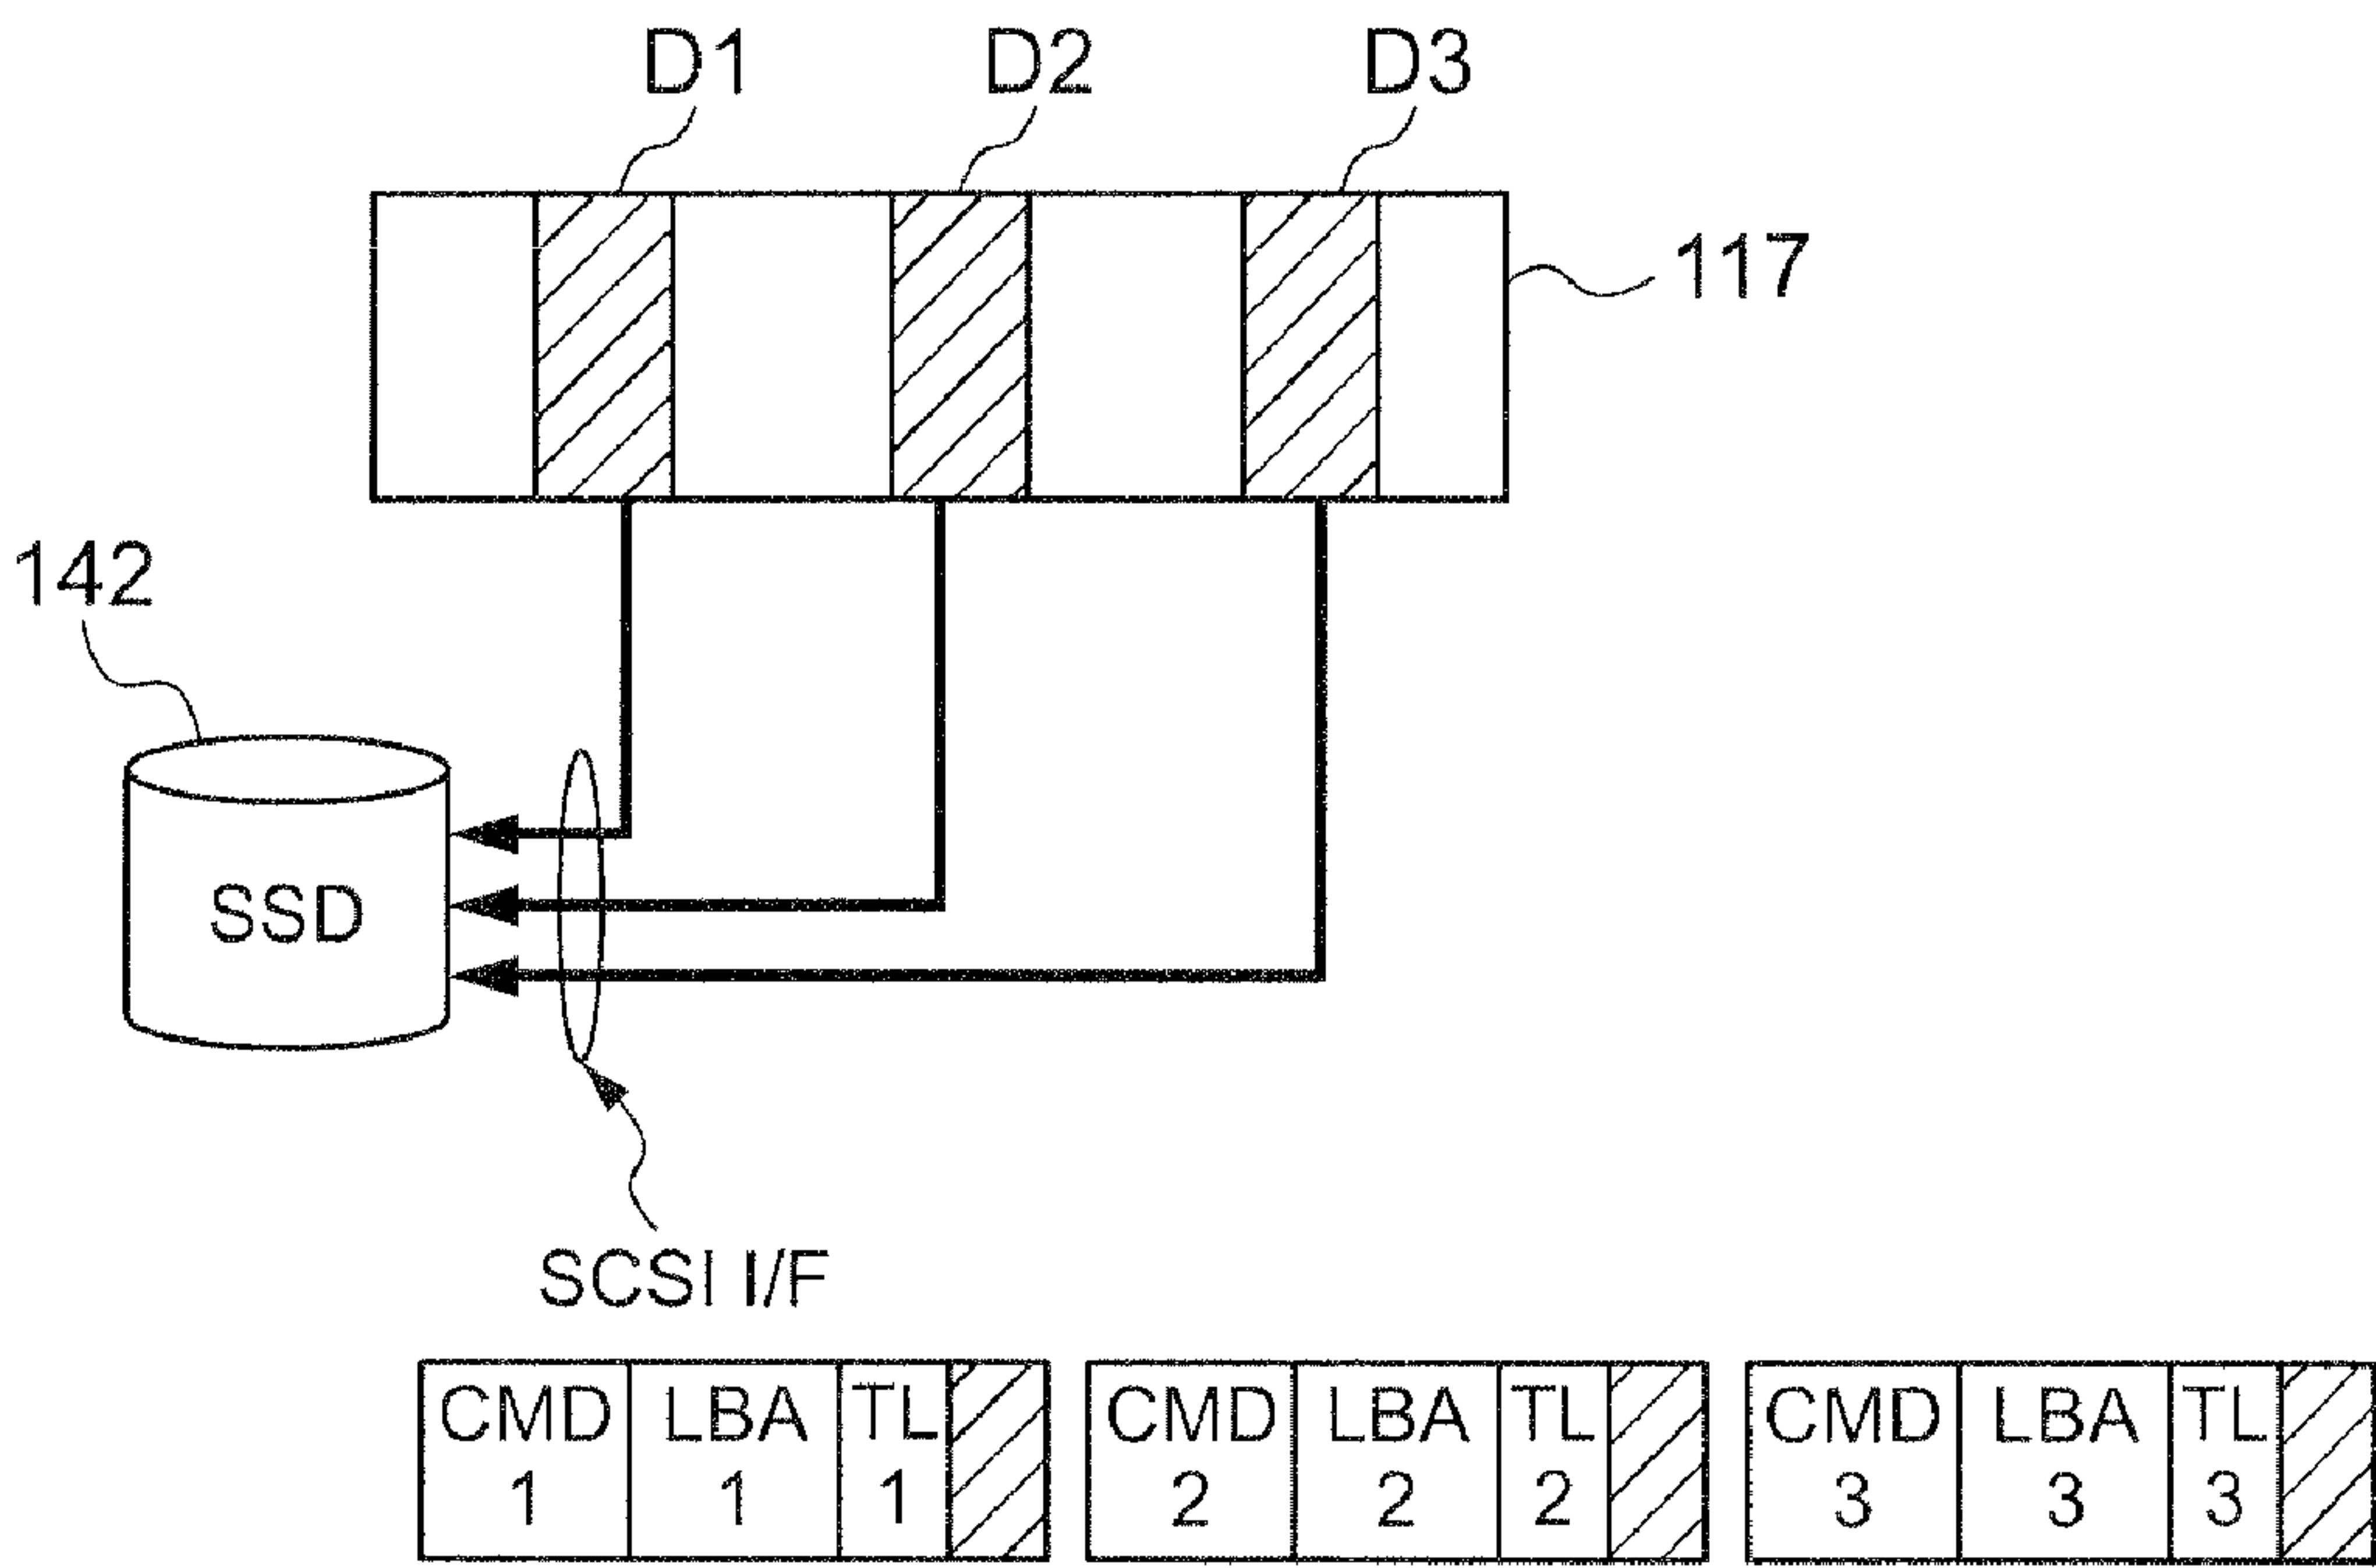 D1 D2 D3
117
142
SSD
SCSI I/F
CMD 1 LBA 1 TL 1 CMD 2 LBA 2 TL 2 CMD 3 LBA 3 TL 3